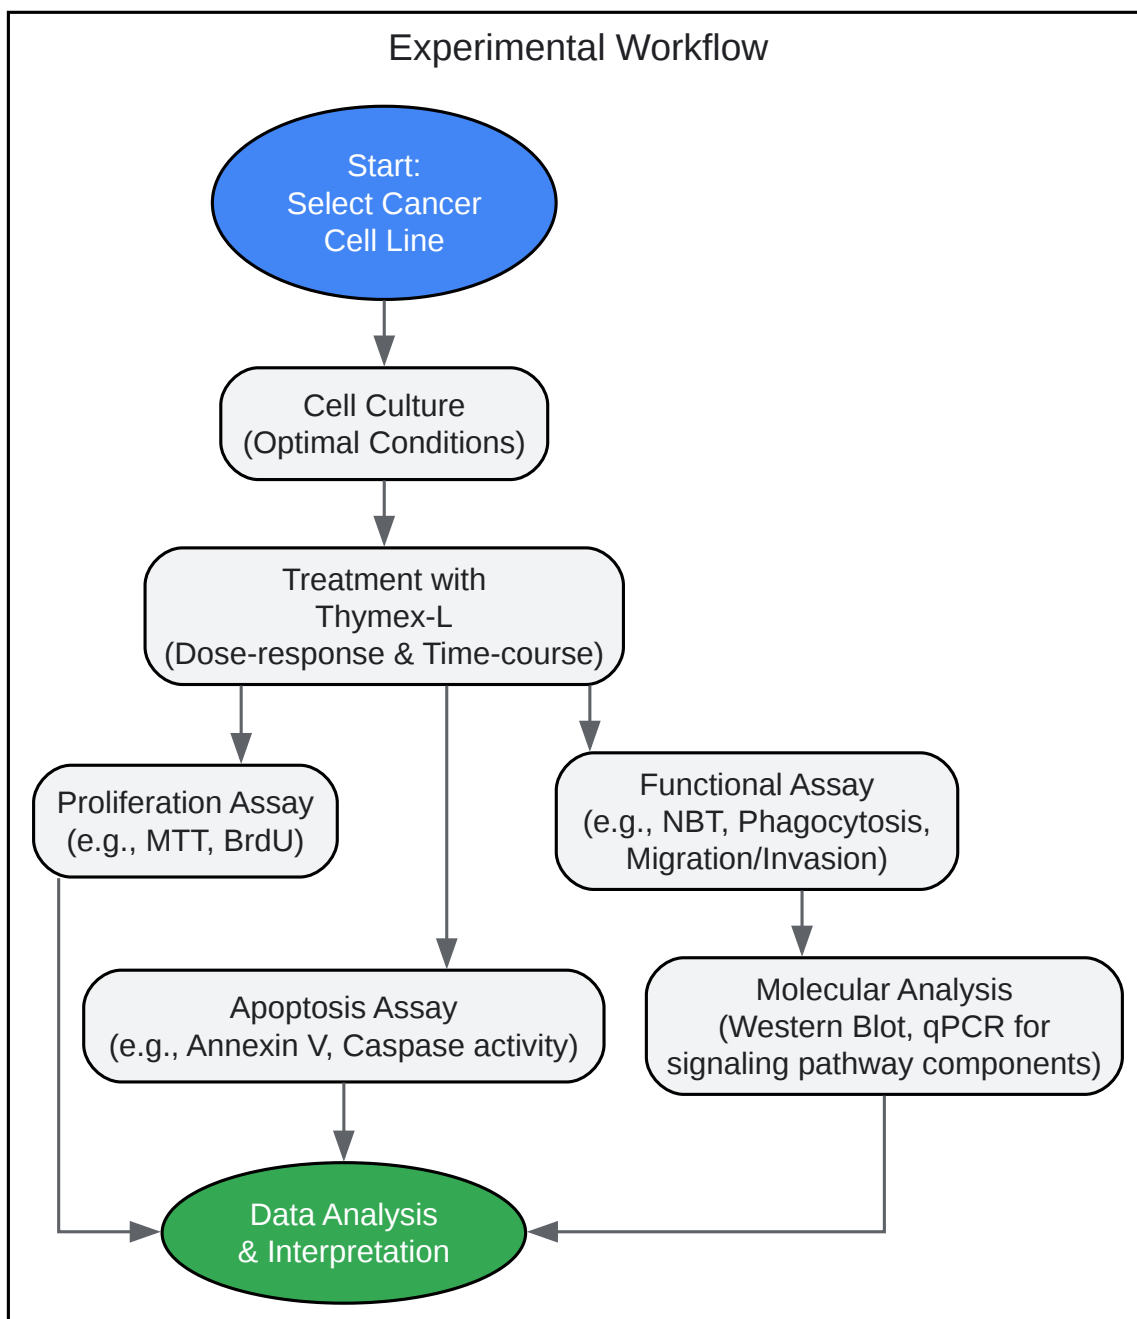 Experimental Workflow
Start:
Select Cancer
Cell Line
Cell Culture
(Optimal Conditions)
Treatment with
Thymex-L
(Dose-response & Time-course)
Proliferation Assay
(e.g., MTT, BrdU)
Functional Assay
(e.g., NBT, Phagocytosis,
Migration/Invasion)
Apoptosis Assay
(e.g., Annexin V, Caspase activity)
Molecular Analysis
(Western Blot, qPCR for
signaling pathway components)
Data Analysis
& Interpretation